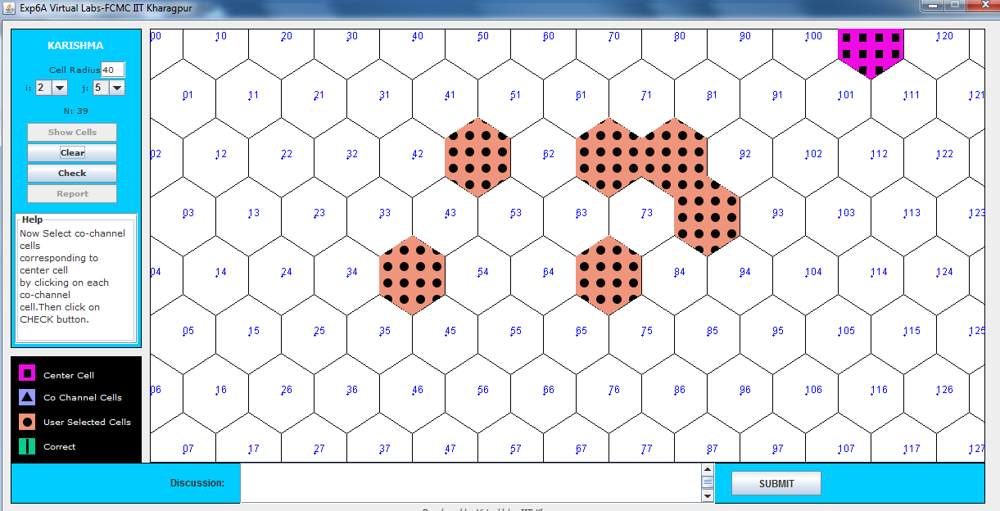 Exp6A Virtual Labs-FCMC IIT Kharagpur
KARISHMA
Cell Radius 40
i: 2 j: 5
N: 39
Show Cells
Clear
Check
Report
Help
Now Select co-channel
cells
corresponding to
center cell
by clicking on each
co-channel
cell.Then click on
CHECK button.
Center Cell
Co Channel Cells
User Selected Cells
Correct
00 10 20 30 40 50 60 70 80 90 100 120
01 11 21 31 41 51 61 71 81 91 101 111 121
02 12 22 32 42 62 92 102 112 122
03 13 23 33 43 53 63 73 93 103 113 123
04 14 24 34 54 64 84 94 104 114 124
05 15 25 35 45 55 65 75 85 95 105 115 125
06 16 26 36 46 56 66 76 86 96 106 116 126
07 17 27 37 47 57 67 77 87 97 107 117 127
Discussion:
SUBMIT